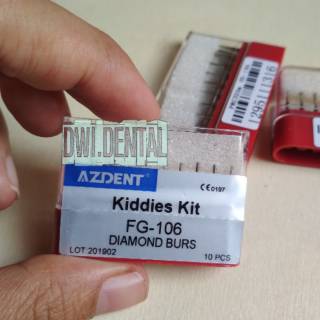 DWI.DENTAL
AZDENT
CE0197
Kiddies Kit
FG-106
DIAMOND BURS
LOT 201902
10 PCS